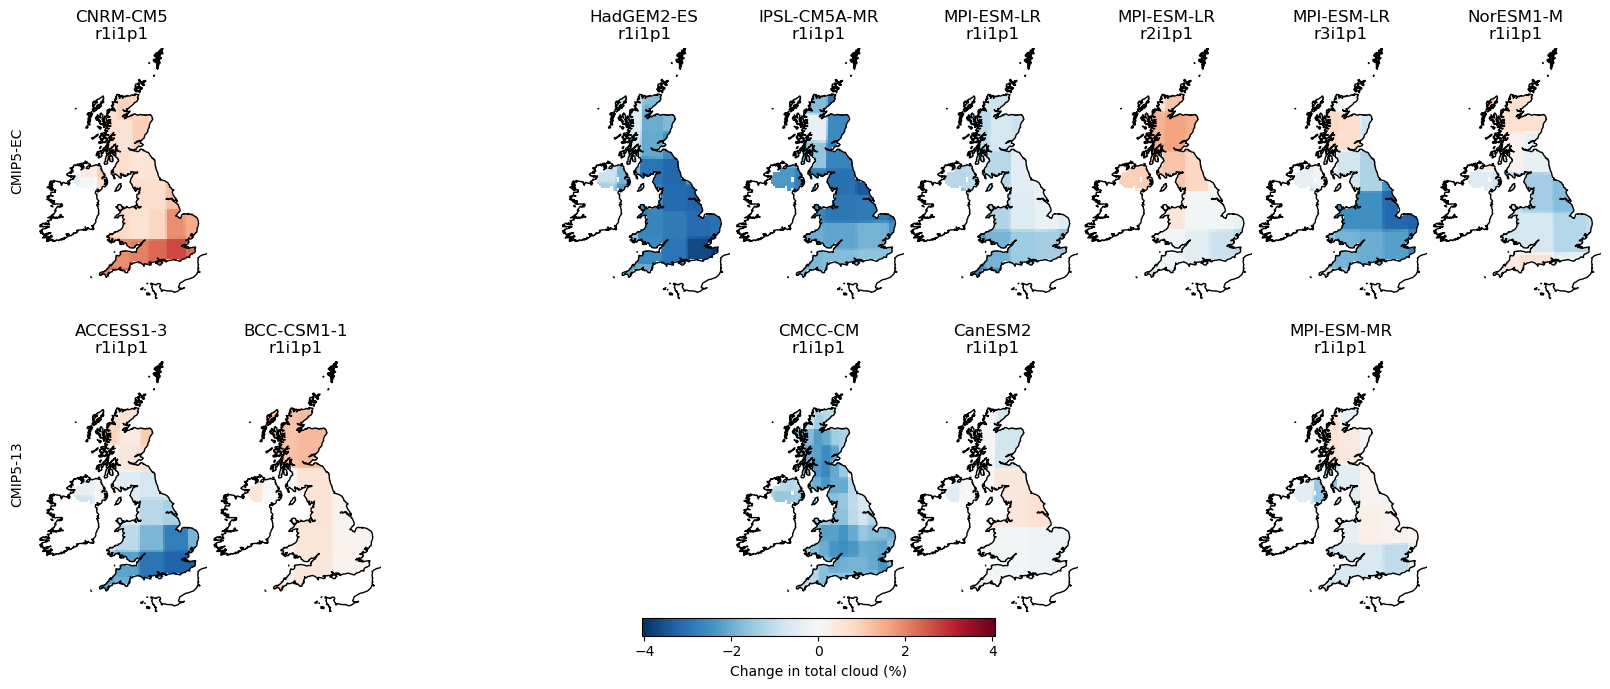 CNRM-CM5
r1i1p1
HadGEM2-ES
r1i1p1
IPSL-CM5A-MR
r1i1p1
MPI-ESM-LR
r1i1p1
MPI-ESM-LR
r2i1p1
MPI-ESM-LR
r3i1p1
NorESM1-M
r1i1p1
CMIP5-EC
ACCESS1-3
r1i1p1
BCC-CSM1-1
r1i1p1
CMCC-CM
r1i1p1
CanESM2
r1i1p1
MPI-ESM-MR
r1i1p1
CMIP5-13
−4 −2 0 2 4
Change in total cloud (%)